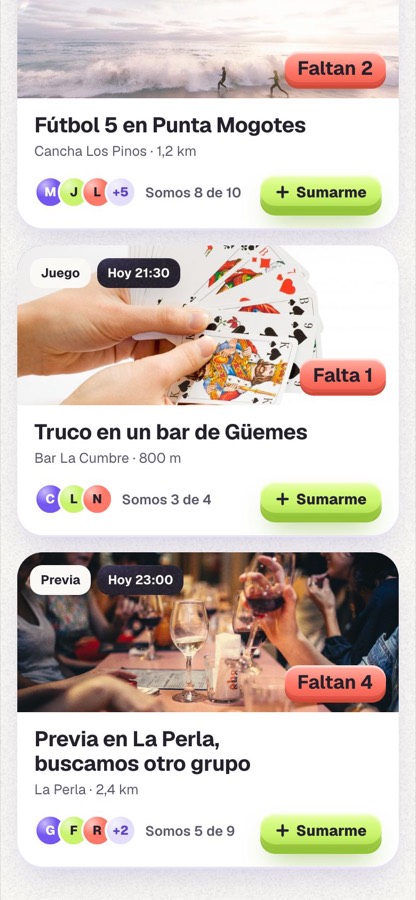 Faltan 2
Fútbol 5 en Punta Mogotes
Cancha Los Pinos · 1,2 km
M J L +5 Somos 8 de 10 + Sumarme
Juego Hoy 21:30
Falta 1
Truco en un bar de Güemes
Bar La Cumbre · 800 m
C L N Somos 3 de 4 + Sumarme
Previa Hoy 23:00
Faltan 4
Previa en La Perla,
buscamos otro grupo
La Perla · 2,4 km
G F R +2 Somos 5 de 9 + Sumarme